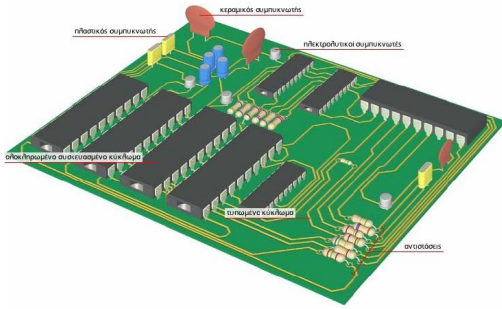 κεραμικός συμπυκνωτής
πλαστικός συμπυκνωτής
ηλεκτρολυτικοί συμπυκνωτές
ολοκληρωμένο συσκευασμένο κύκλωμα
τυπωμένο κύκλωμα
αντιστάσεις